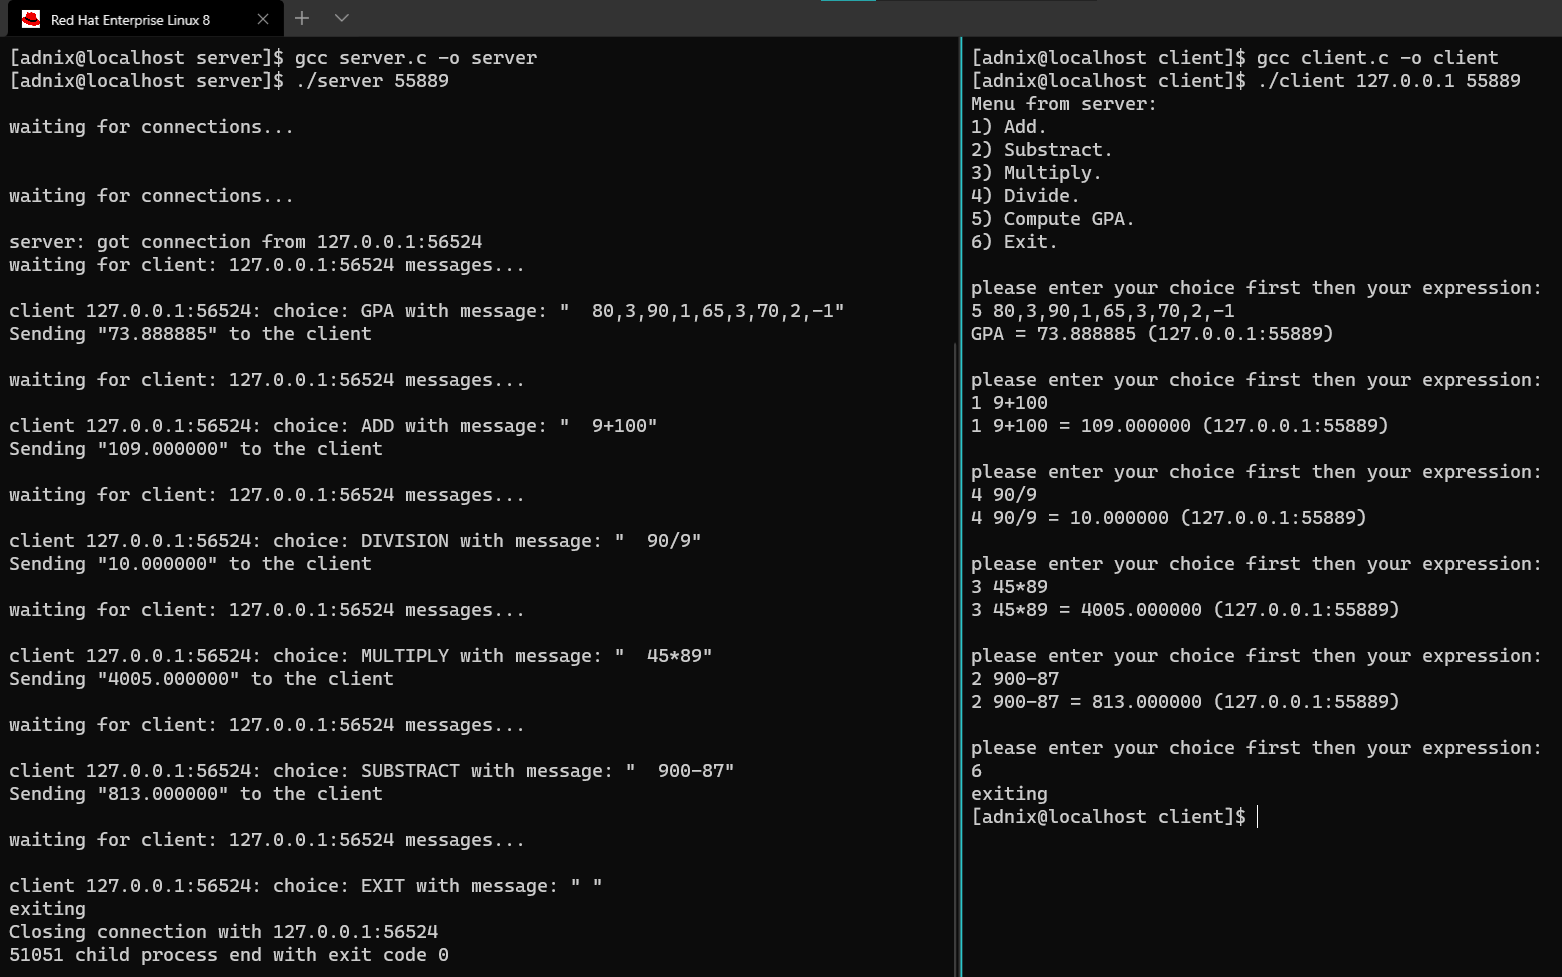 Red Hat Enterprise Linux 8
[adnix@localhost server]$ gcc server.c -o server
[adnix@localhost server]$ ./server 55889
waiting for connections...
waiting for connections...
server: got connection from 127.0.0.1:56524
waiting for client: 127.0.0.1:56524 messages...
client 127.0.0.1:56524: choice: GPA with message: "  80,3,90,1,65,3,70,2,-1"
Sending "73.888885" to the client
waiting for client: 127.0.0.1:56524 messages...
client 127.0.0.1:56524: choice: ADD with message: "  9+100"
Sending "109.000000" to the client
waiting for client: 127.0.0.1:56524 messages...
client 127.0.0.1:56524: choice: DIVISION with message: "  90/9"
Sending "10.000000" to the client
waiting for client: 127.0.0.1:56524 messages...
client 127.0.0.1:56524: choice: MULTIPLY with message: "  45*89"
Sending "4005.000000" to the client
waiting for client: 127.0.0.1:56524 messages...
client 127.0.0.1:56524: choice: SUBSTRACT with message: "  900-87"
Sending "813.000000" to the client
waiting for client: 127.0.0.1:56524 messages...
client 127.0.0.1:56524: choice: EXIT with message: " "
exiting
Closing connection with 127.0.0.1:56524
51051 child process end with exit code 0
[adnix@localhost client]$ gcc client.c -o client
[adnix@localhost client]$ ./client 127.0.0.1 55889
Menu from server:
1) Add.
2) Substract.
3) Multiply.
4) Divide.
5) Compute GPA.
6) Exit.
please enter your choice first then your expression:
5 80,3,90,1,65,3,70,2,-1
GPA = 73.888885 (127.0.0.1:55889)
please enter your choice first then your expression:
1 9+100
1 9+100 = 109.000000 (127.0.0.1:55889)
please enter your choice first then your expression:
4 90/9
4 90/9 = 10.000000 (127.0.0.1:55889)
please enter your choice first then your expression:
3 45*89
3 45*89 = 4005.000000 (127.0.0.1:55889)
please enter your choice first then your expression:
2 900-87
2 900-87 = 813.000000 (127.0.0.1:55889)
please enter your choice first then your expression:
6
exiting
[adnix@localhost client]$